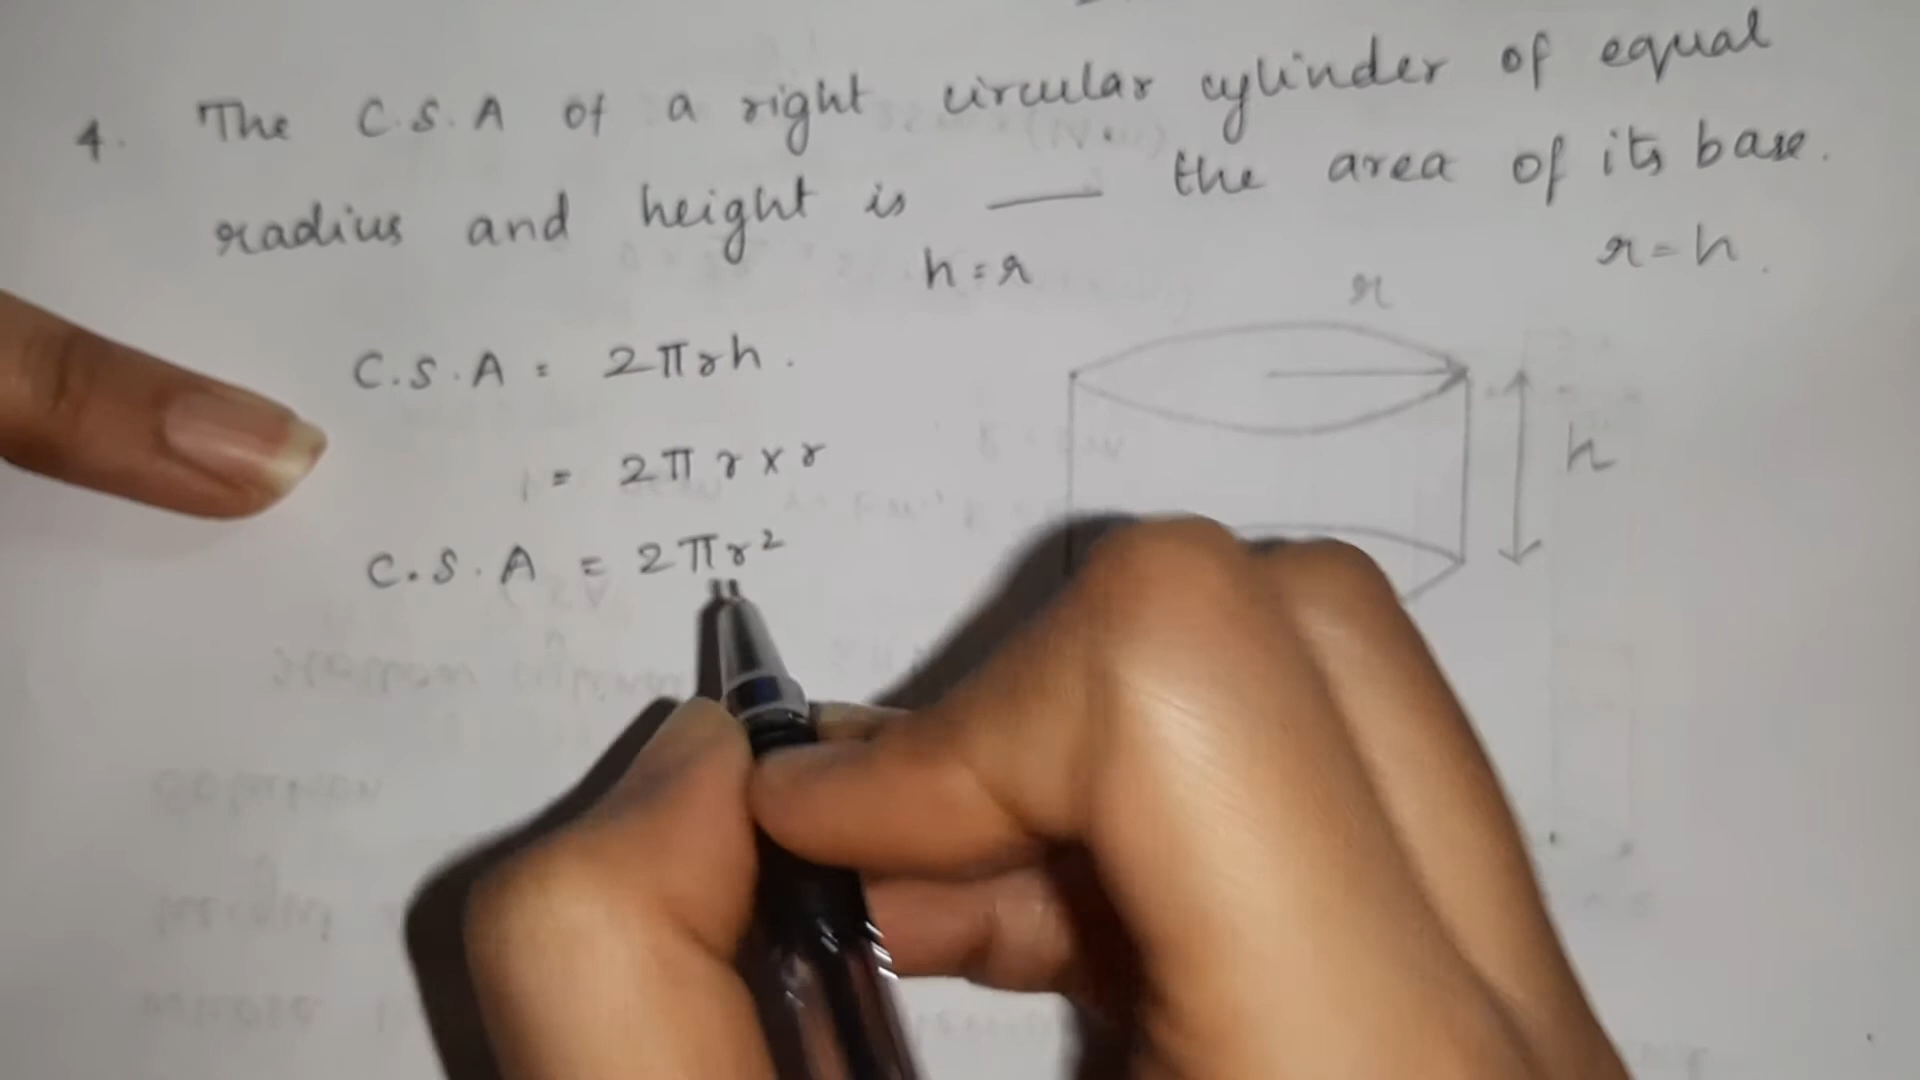 4. The C.S.A of a right circular cylinder of equal
radius and height is ___ the area of its base.
h = r
r = h.
r
C.S.A = 2πrh.
h
= 2πr × r
C.S.A = 2πr²